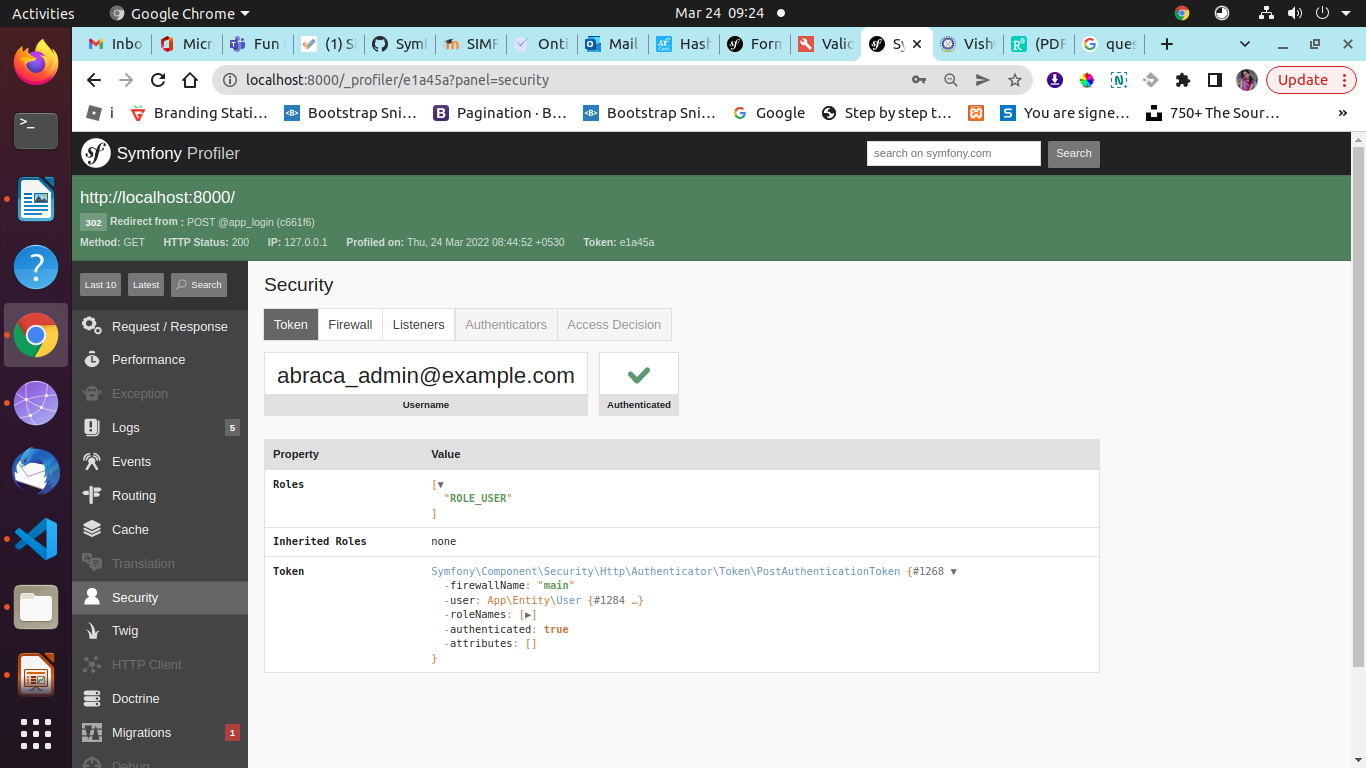 Activities Google Chrome Mar 24 09:24
Inbo Micr Fun (1) S Symf SIMF Onti Mail Hash Form Valid Sy Vish (PDF ques
localhost:8000/_profiler/e1a45a?panel=security Update
i Branding Stati… Bootstrap Sni… Pagination · B… Bootstrap Sni… Google Step by step t… You are signe… 750+ The Sour… »
Symfony Profiler search on symfony.com Search
http://localhost:8000/
302 Redirect from : POST @app_login (c661f6)
Method: GET HTTP Status: 200 IP: 127.0.0.1 Profiled on: Thu, 24 Mar 2022 08:44:52 +0530 Token: e1a45a
Last 10 Latest Search
Request / Response
Performance
Exception
Logs 5
Events
Routing
Cache
Translation
Security
Twig
HTTP Client
Doctrine
Migrations 1
Debug
Security
Token Firewall Listeners Authenticators Access Decision
abraca_admin@example.com
Username Authenticated
Property Value
Roles [▼
"ROLE_USER"
]
Inherited Roles none
Token Symfony\Component\Security\Http\Authenticator\Token\PostAuthenticationToken {#1268 ▼
-firewallName: "main"
-user: App\Entity\User {#1284 …}
-roleNames: [▶]
-authenticated: true
-attributes: []
}